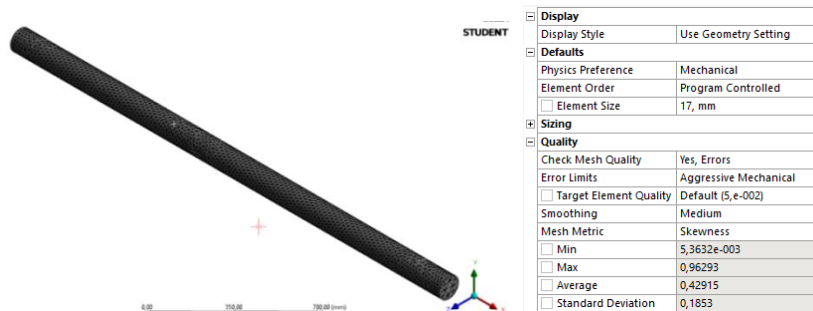 STUDENT
0,00 350,00 700,00 (mm)
Y
Z X
Display
Display Style Use Geometry Setting
Defaults
Physics Preference Mechanical
Element Order Program Controlled
Element Size 17, mm
Sizing
Quality
Check Mesh Quality Yes, Errors
Error Limits Aggressive Mechanical
Target Element Quality Default (5,e-002)
Smoothing Medium
Mesh Metric Skewness
Min 5,3632e-003
Max 0,96293
Average 0,42915
Standard Deviation 0,1853